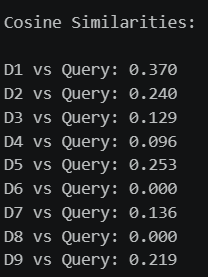 Cosine Similarities:
D1 vs Query: 0.370
D2 vs Query: 0.240
D3 vs Query: 0.129
D4 vs Query: 0.096
D5 vs Query: 0.253
D6 vs Query: 0.000
D7 vs Query: 0.136
D8 vs Query: 0.000
D9 vs Query: 0.219